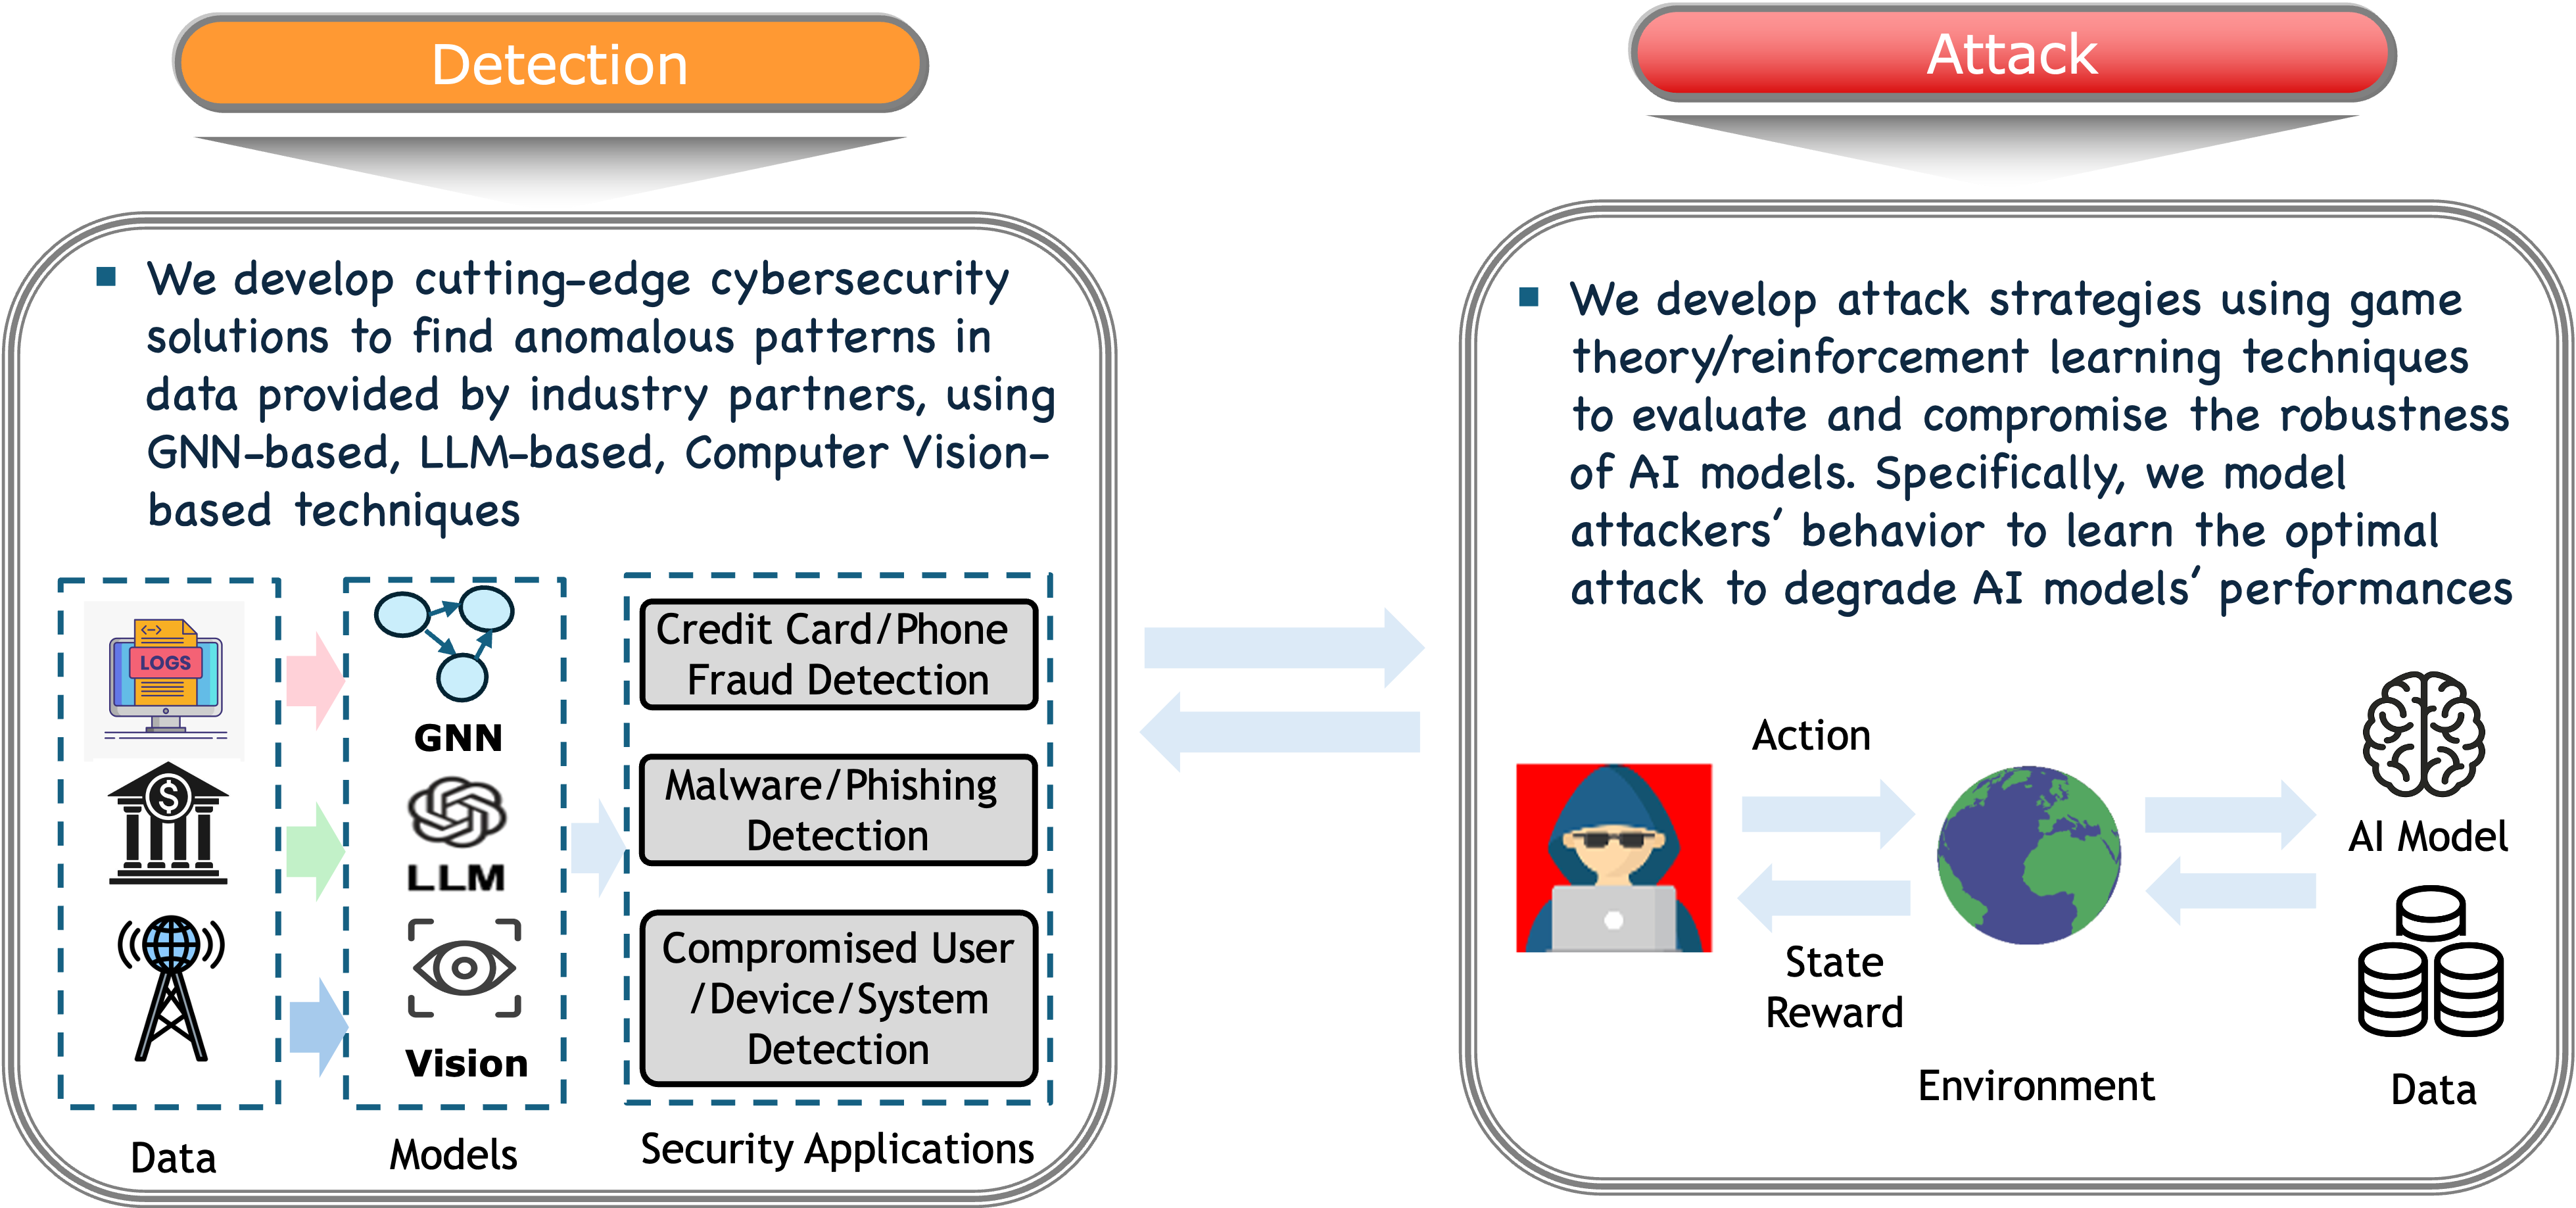 Detection
We develop cutting-edge cybersecurity
solutions to find anomalous patterns in
data provided by industry partners, using
GNN-based, LLM-based, Computer Vision-
based techniques
<->
LOGS
$
Data
GNN
LLM
Vision
Models
Credit Card/Phone
Fraud Detection
Malware/Phishing
Detection
Compromised User
/Device/System
Detection
Security Applications
Attack
We develop attack strategies using game
theory/reinforcement learning techniques
to evaluate and compromise the robustness
of AI models. Specifically, we model
attackers’ behavior to learn the optimal
attack to degrade AI models’ performances
Action
State
Reward
Environment
AI Model
Data